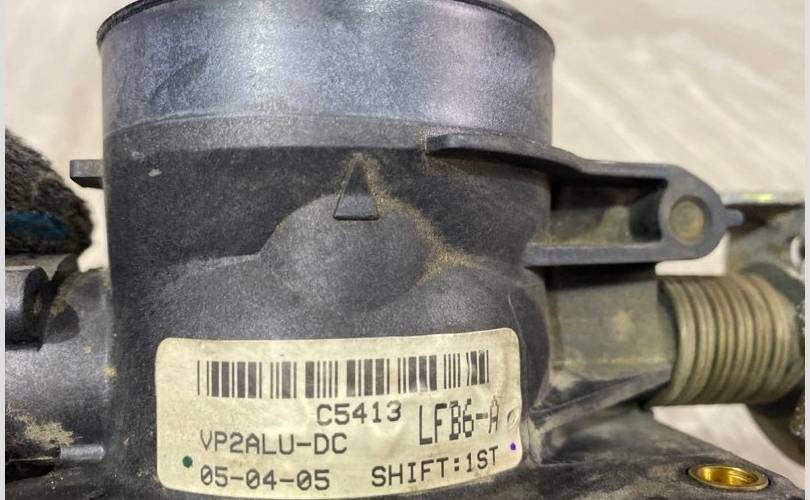 C5413 LFB6-A
VP2ALU-DC
05-04-05 SHIFT:1ST